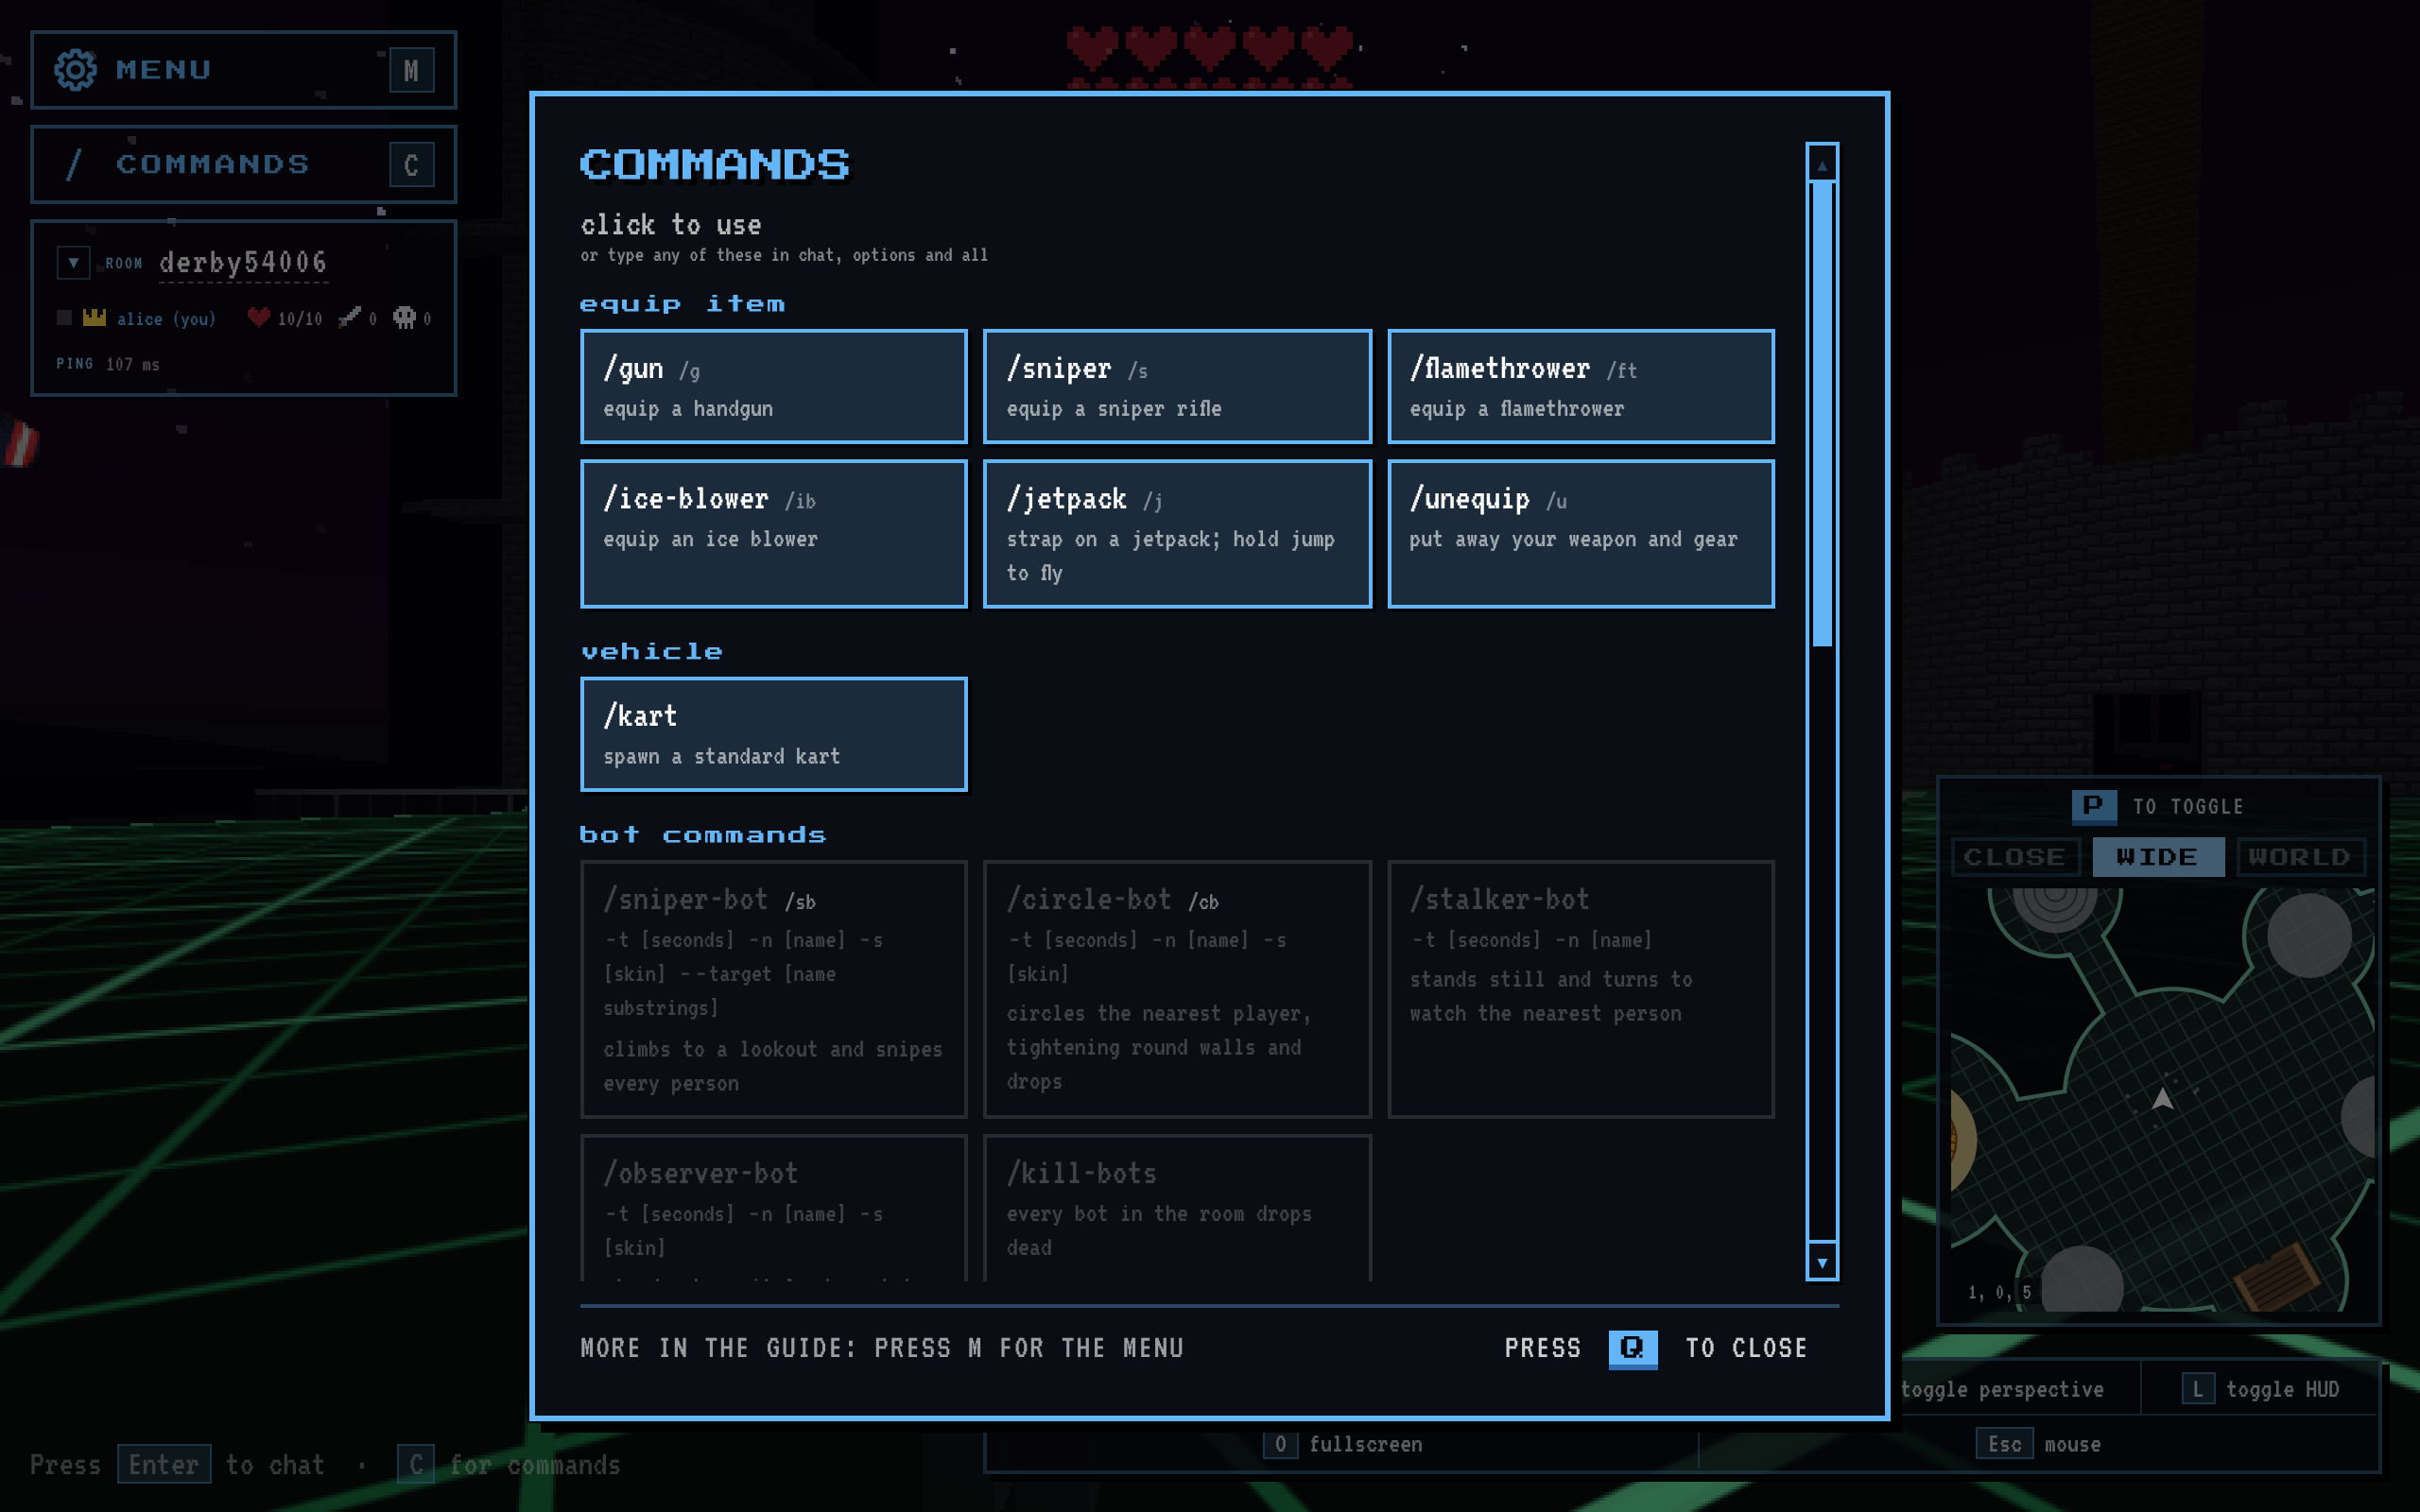 MENU M
/ COMMANDS C
▼ ROOM derby54006
alice (you) 10/10 0 0
PING 107 ms
COMMANDS
click to use
or type any of these in chat, options and all
equip item
/gun /g
equip a handgun
/sniper /s
equip a sniper rifle
/flamethrower /ft
equip a flamethrower
/ice-blower /ib
equip an ice blower
/jetpack /j
strap on a jetpack; hold jump
to fly
/unequip /u
put away your weapon and gear
vehicle
/kart
spawn a standard kart
bot commands
/sniper-bot /sb
-t [seconds] -n [name] -s
[skin] --target [name
substrings]
climbs to a lookout and snipes
every person
/circle-bot /cb
-t [seconds] -n [name] -s
[skin]
circles the nearest player,
tightening round walls and
drops
/stalker-bot
-t [seconds] -n [name]
stands still and turns to
watch the nearest person
/observer-bot
-t [seconds] -n [name] -s
[skin]
/kill-bots
every bot in the room drops
dead
MORE IN THE GUIDE: PRESS M FOR THE MENU
PRESS Q TO CLOSE
P TO TOGGLE
CLOSE WIDE WORLD
1, 0, 5
toggle perspective L toggle HUD
O fullscreen Esc mouse
Press Enter to chat · C for commands